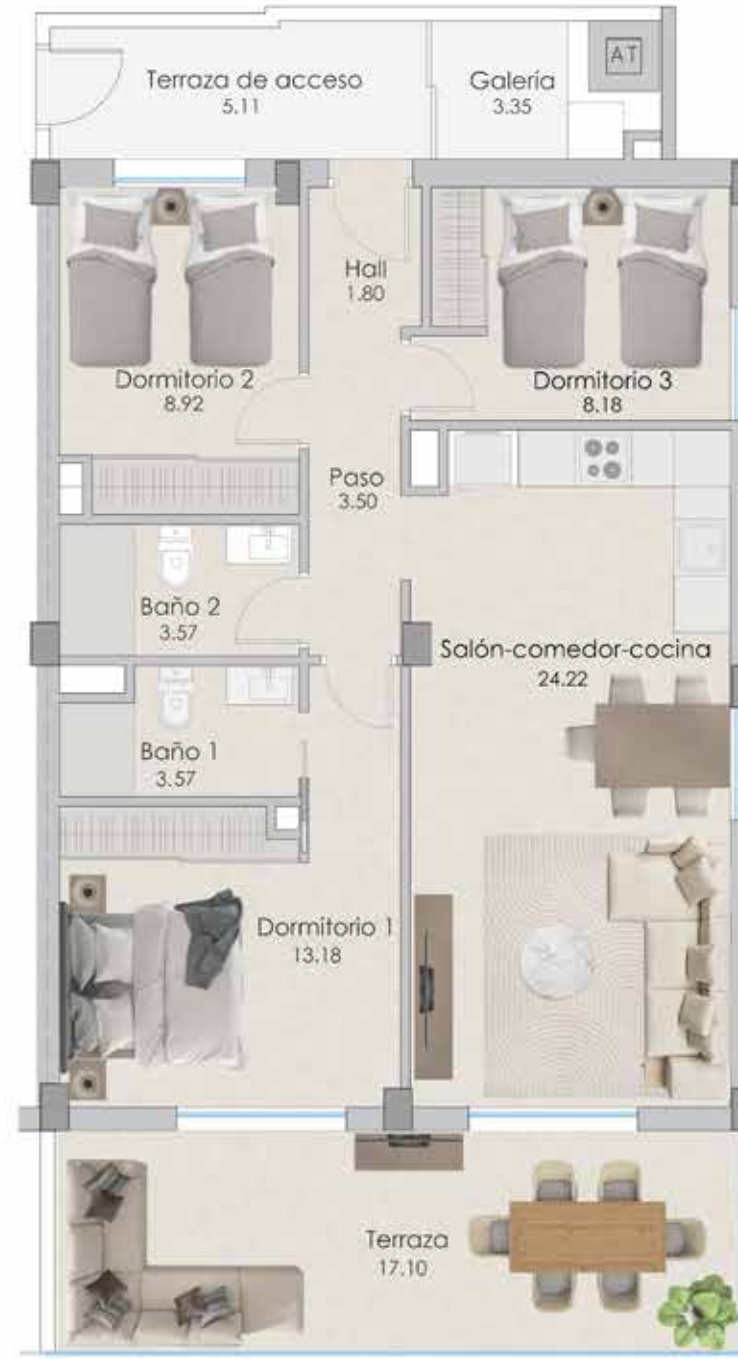 Terraza de acceso
5.11
Galería
3.35
AT
Hall
1.80
Dormitorio 2
8.92
Dormitorio 3
8.18
Paso
3.50
Baño 2
3.57
Salón-comedor-cocina
24.22
Baño 1
3.57
Dormitorio 1
13.18
Terraza
17.10